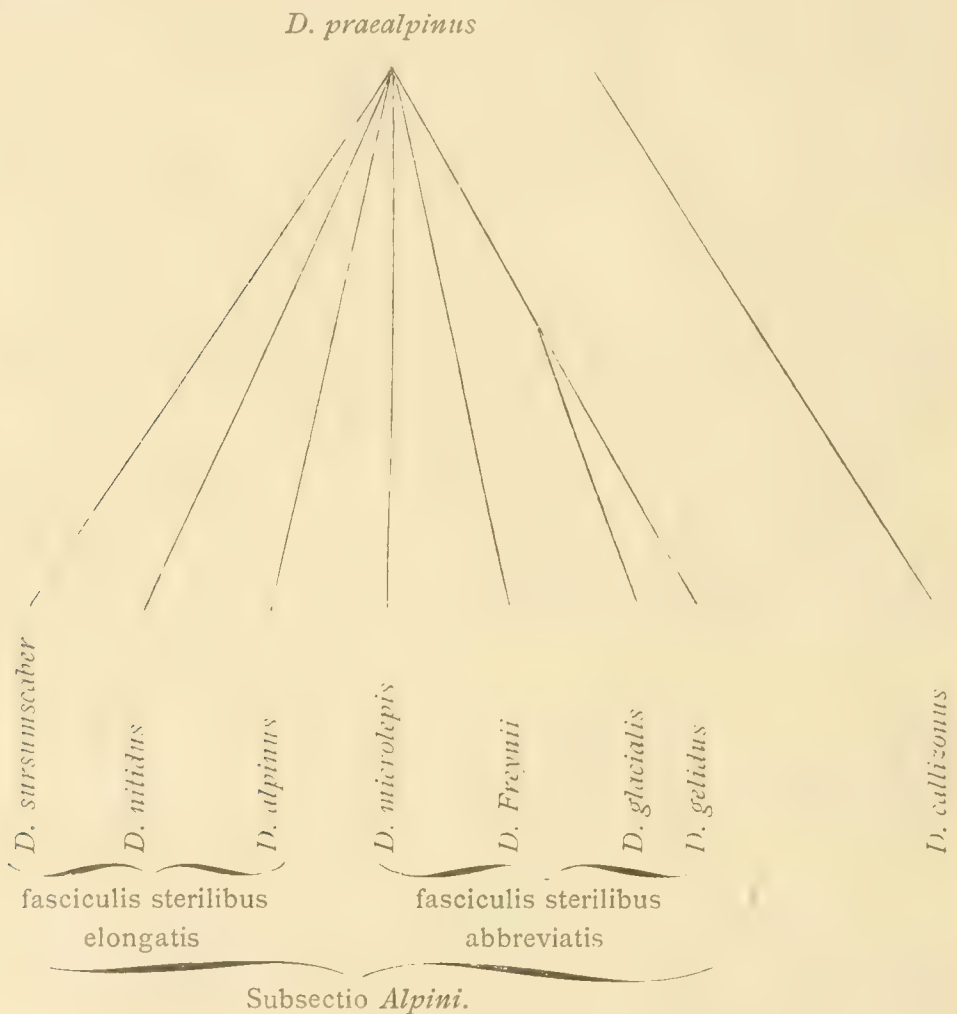 D. praealpinus
D. sursumscaber
D. nitidus
D. alpinus
D. microlepis
D. Freynii
D. glacialis
D. gelidus
D. callizonus
fasciculis sterilibus
elongatis
fasciculis sterilibus
abbreviatis
Subsectio Alpini.